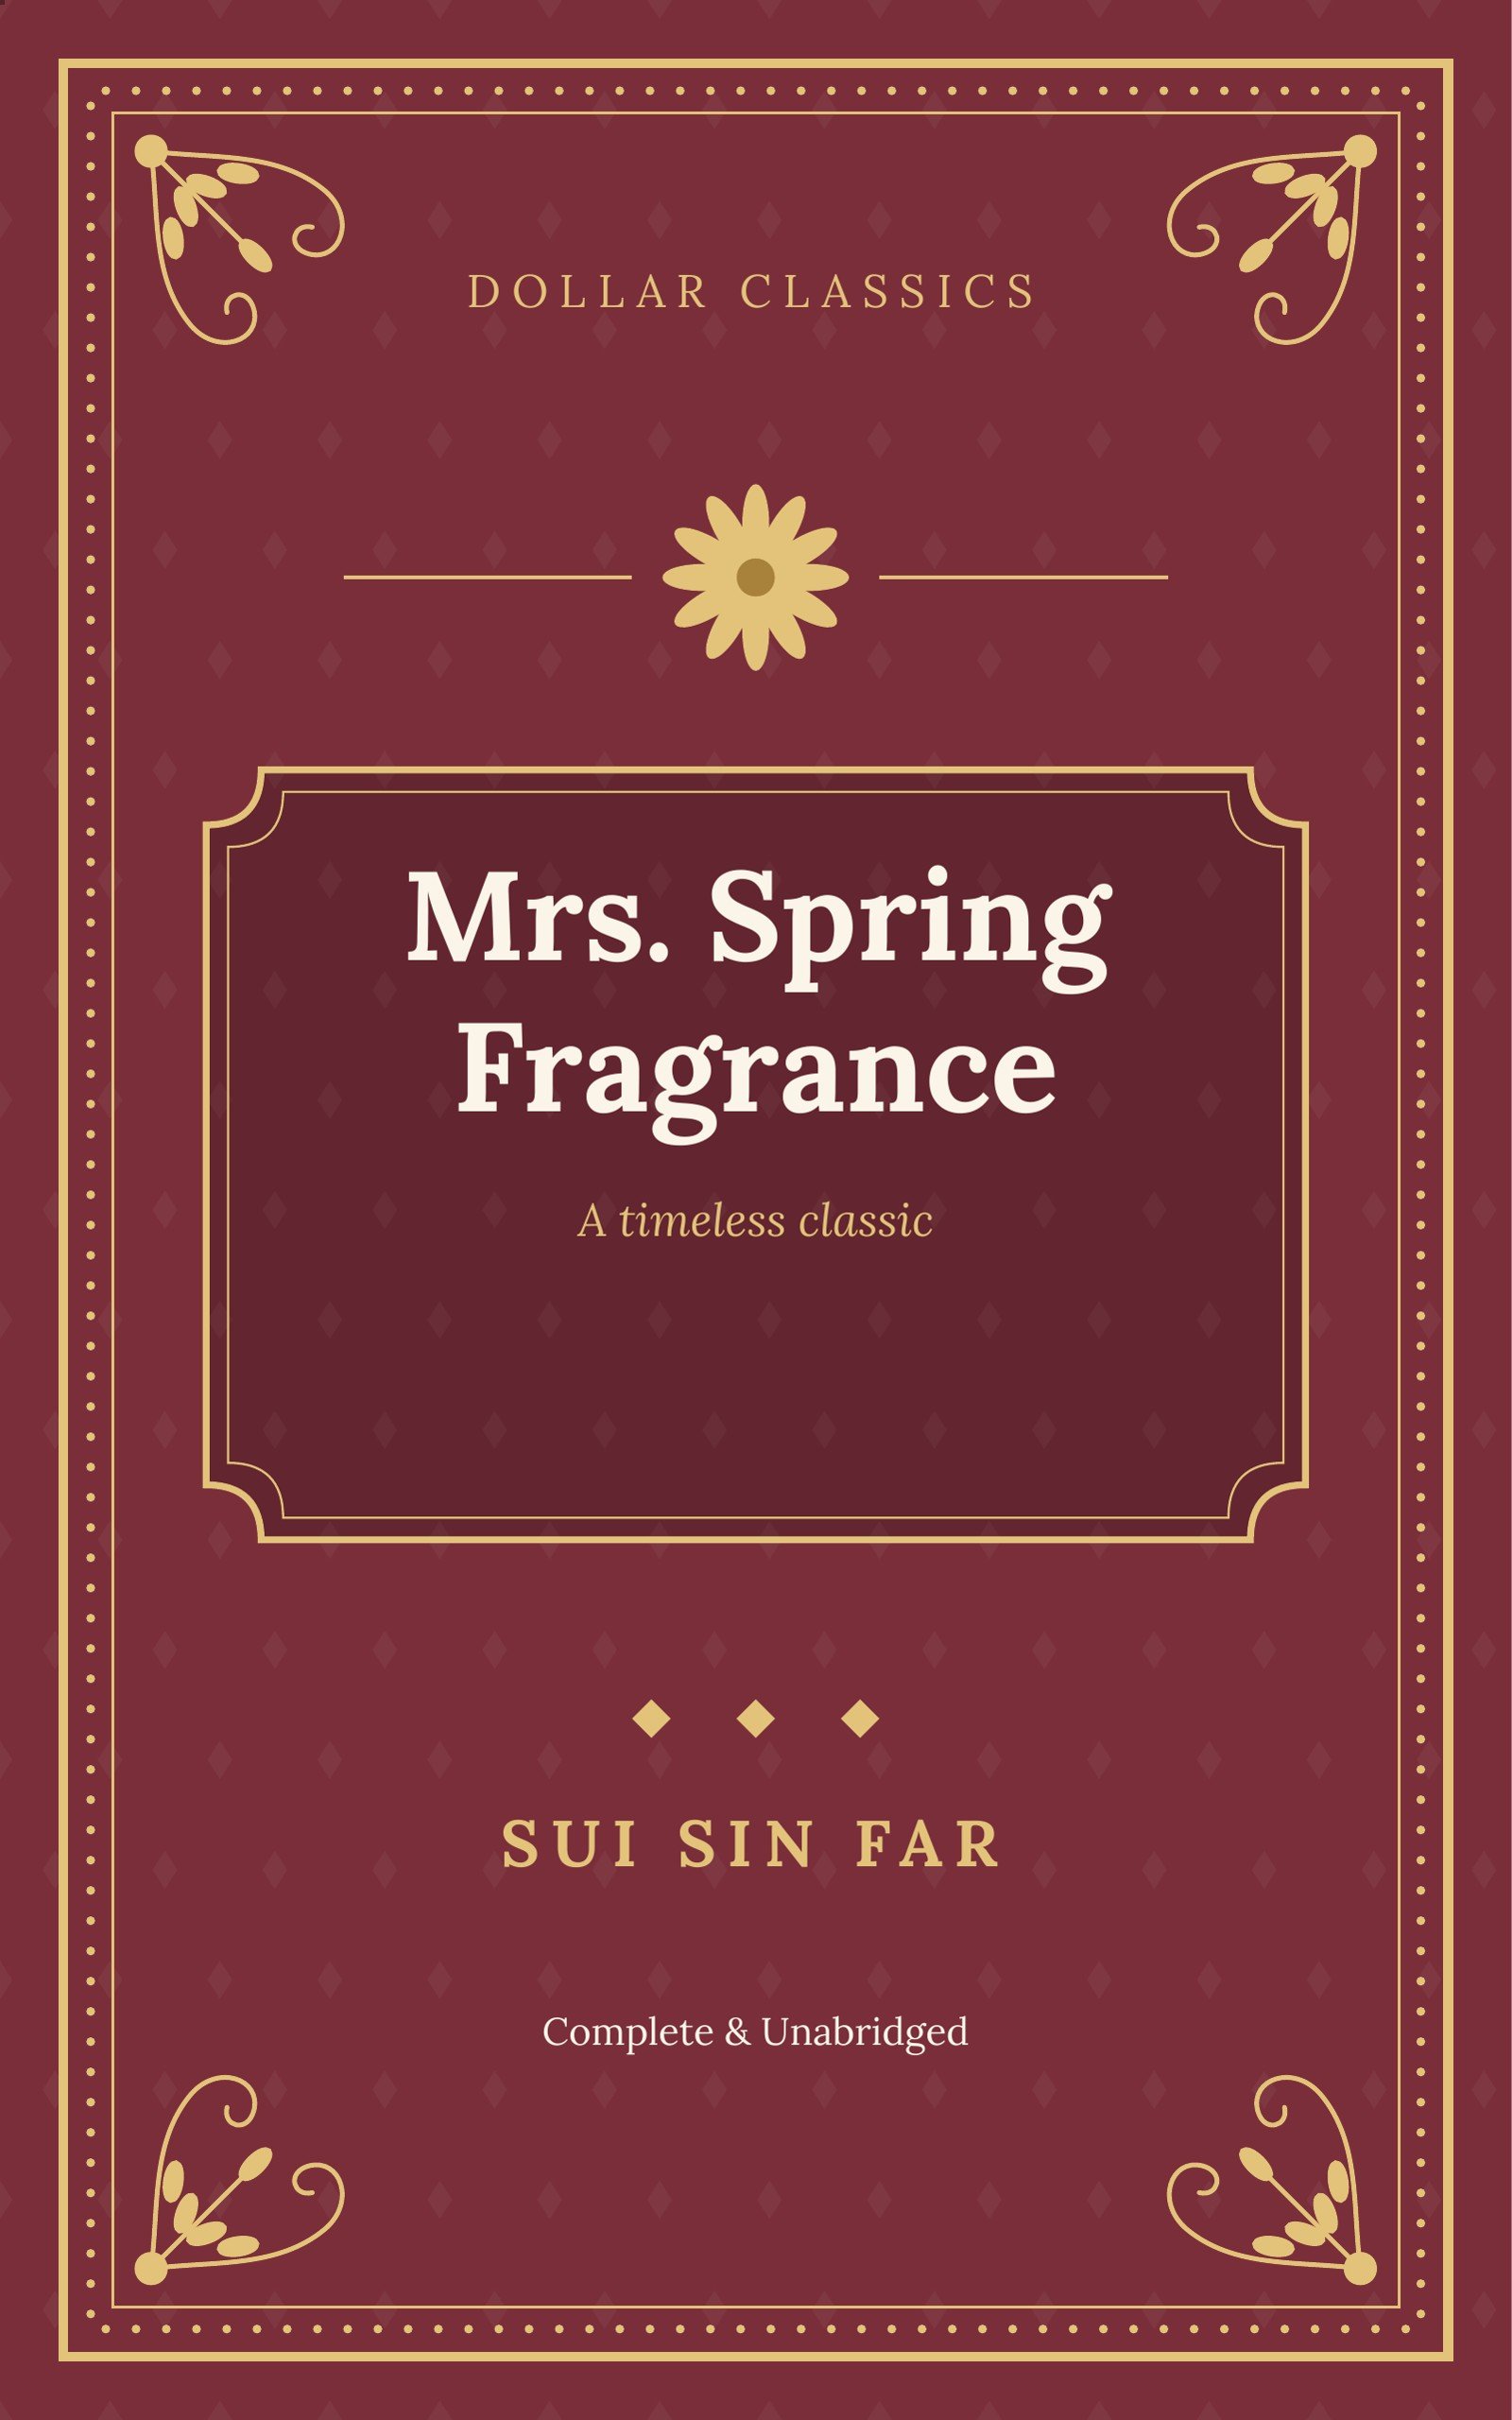 DOLLAR CLASSICS
Mrs. Spring
Fragrance
A timeless classic
SUI SIN FAR
Complete & Unabridged